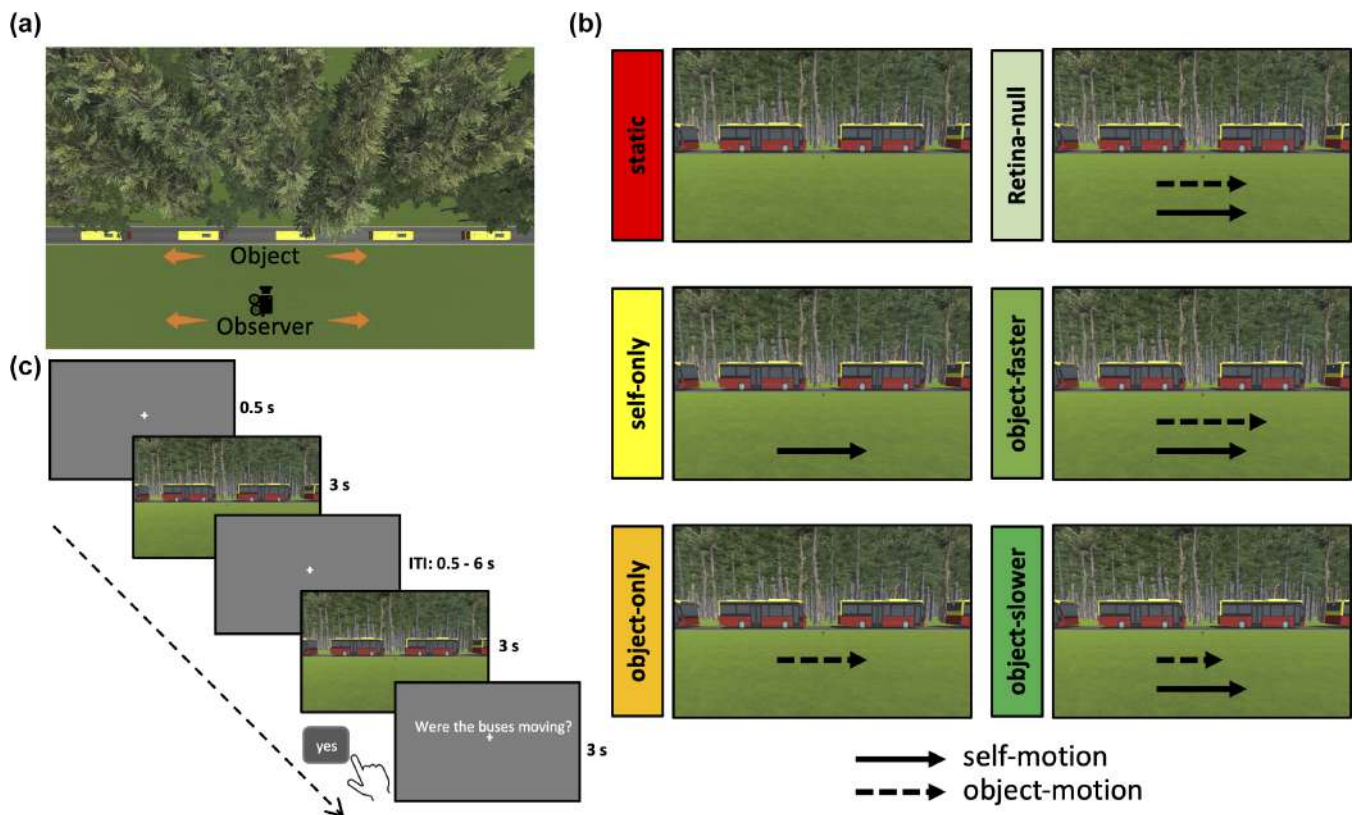 (a)
Object
Observer
(b)
static
Retina-null
self-only
object-faster
object-only
object-slower
self-motion
object-motion
(c)
0.5 s
3 s
ITI: 0.5 - 6 s
3 s
Were the buses moving?
yes
3 s